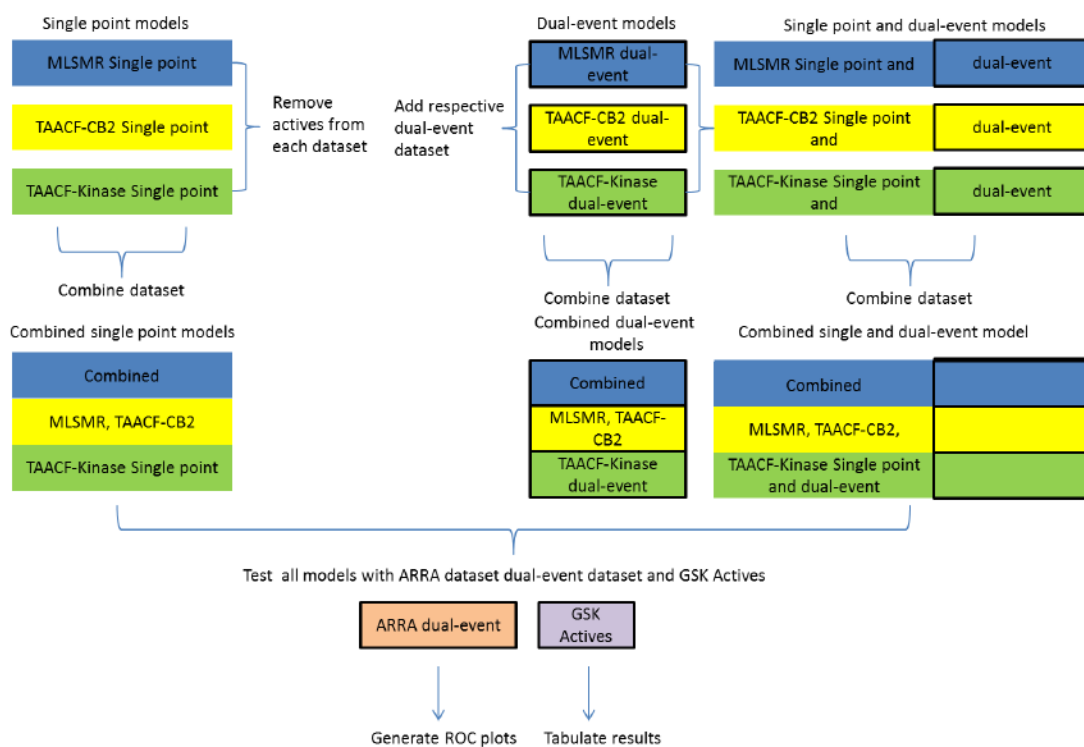 Single point models
MLSMR Single point
TAACF-CB2 Single point
TAACF-Kinase Single point
Remove
actives from
each dataset
Combine dataset
Add respective
dual-event
dataset
Dual-event models
MLSMR dual-
event
TAACF-CB2 dual-
event
TAACF-Kinase
dual-event
Combine dataset
Single point and dual-event models
MLSMR Single point and
dual-event
TAACF-CB2 Single point
and
dual-event
TAACF-Kinase Single point
and
dual-event
Combine dataset
Combined single point models
Combined
MLSMR, TAACF-CB2
TAACF-Kinase Single point
Combined dual-event
models
Combined
MLSMR, TAACF-
CB2
TAACF-Kinase
dual-event
Combined single and dual-event model
Combined
MLSMR, TAACF-CB2,
TAACF-Kinase Single point
and dual-event
Test all models with ARRA dataset dual-event dataset and GSK Actives
ARRA dual-event
GSK
Actives
Generate ROC plots
Tabulate results